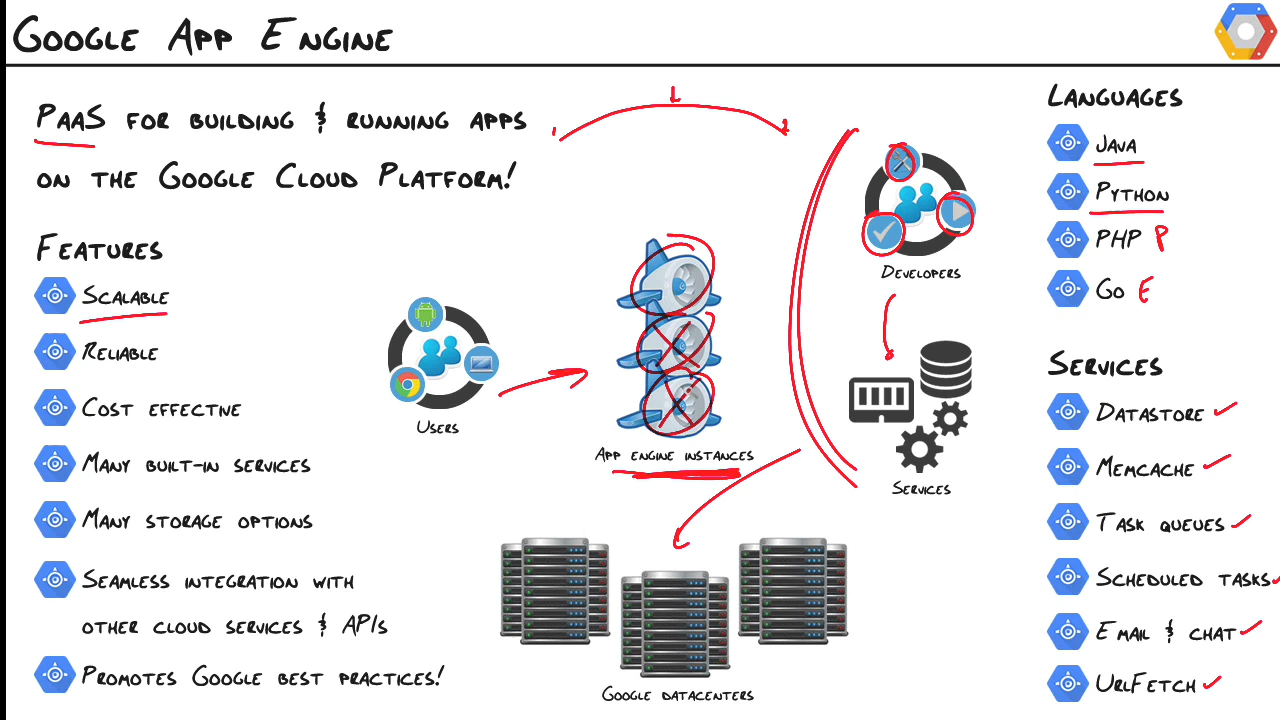 Google App Engine
PaaS for building & running apps
on the Google Cloud Platform!
Features
Scalable
Reliable
Cost effective
Many built-in services
Many storage options
Seamless integration with
other cloud services & APIs
Promotes Google best practices!
Users
App engine instances
Google datacenters
Developers
Services
Languages
Java
Python
PHP P
Go E
Services
Datastore
Memcache
Task queues
Scheduled tasks
Email & chat
UrlFetch